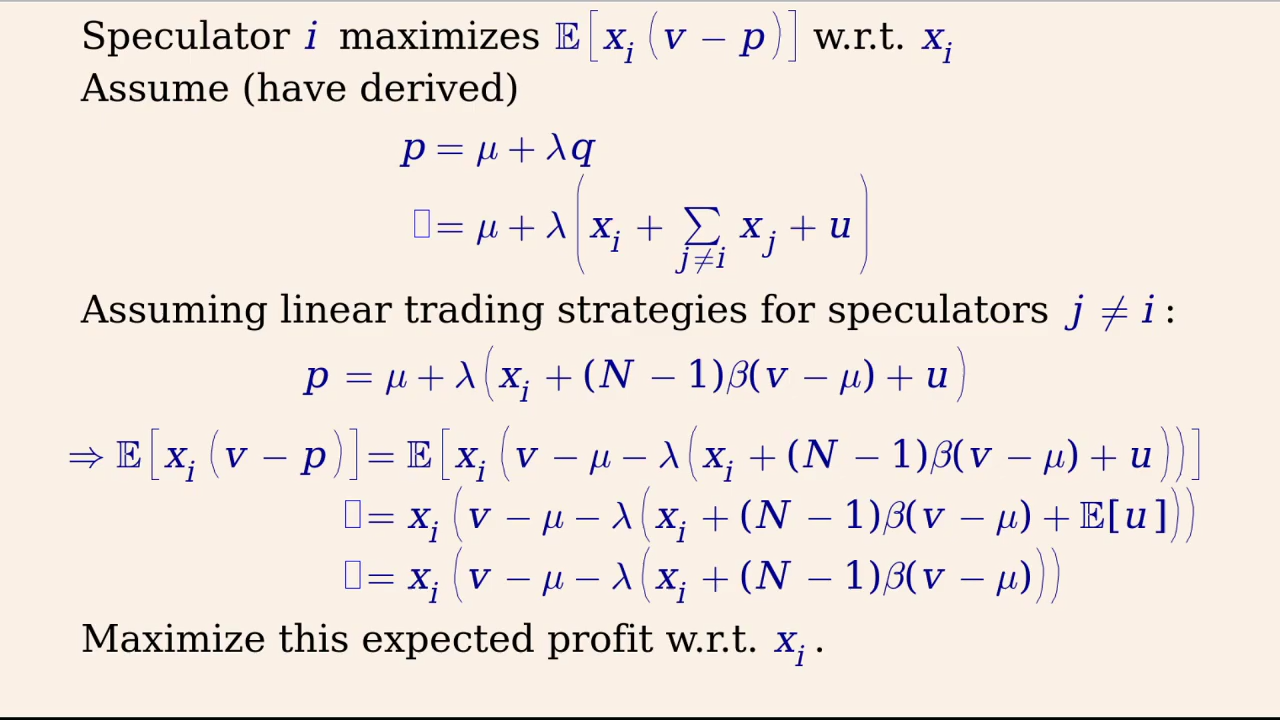 Speculator i maximizes 𝔼[x_i (v − p)] w.r.t. x_i
Assume (have derived)
p = μ + λq
▯= μ + λ(x_i + ∑_{j≠i} x_j + u)
Assuming linear trading strategies for speculators j ≠ i :
p = μ + λ(x_i + (N − 1)β(v − μ) + u)
⇒ 𝔼[x_i (v − p)] = 𝔼[x_i (v − μ − λ(x_i + (N − 1)β(v − μ) + u))]
▯= x_i (v − μ − λ(x_i + (N − 1)β(v − μ) + 𝔼[u]))
▯= x_i (v − μ − λ(x_i + (N − 1)β(v − μ)))
Maximize this expected profit w.r.t. x_i .